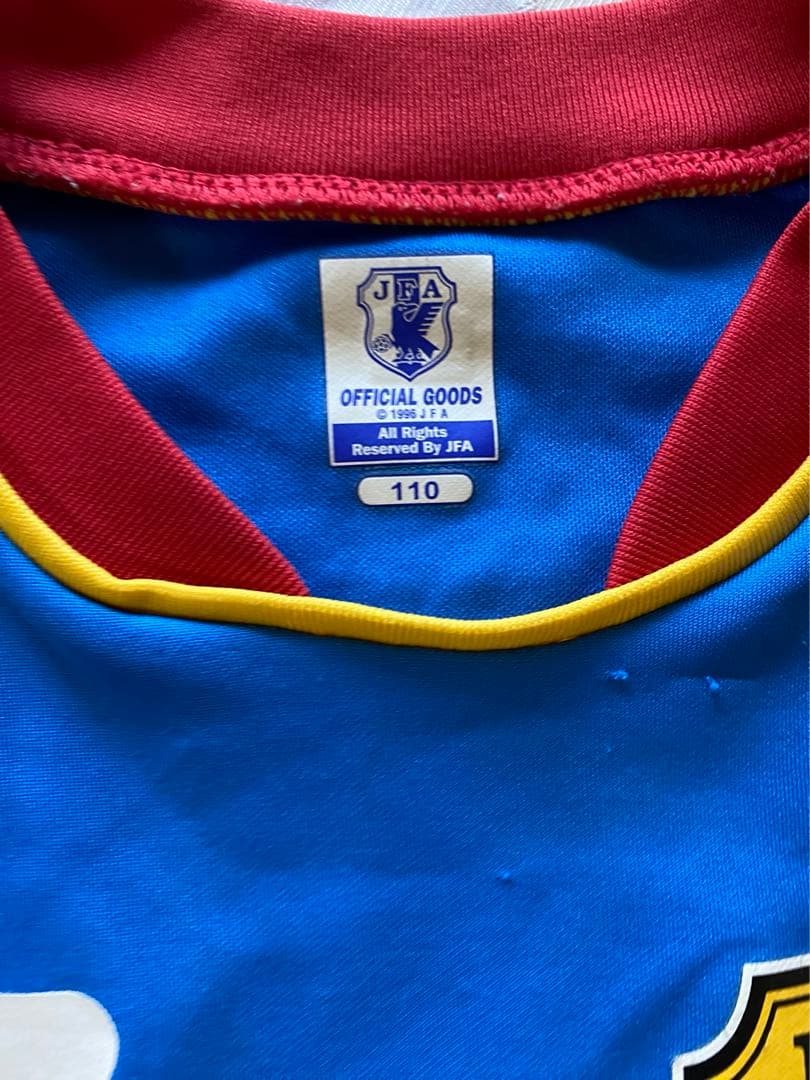 JFA
OFFICIAL GOODS
© 1996 J F A
All Rights
Reserved By JFA
110